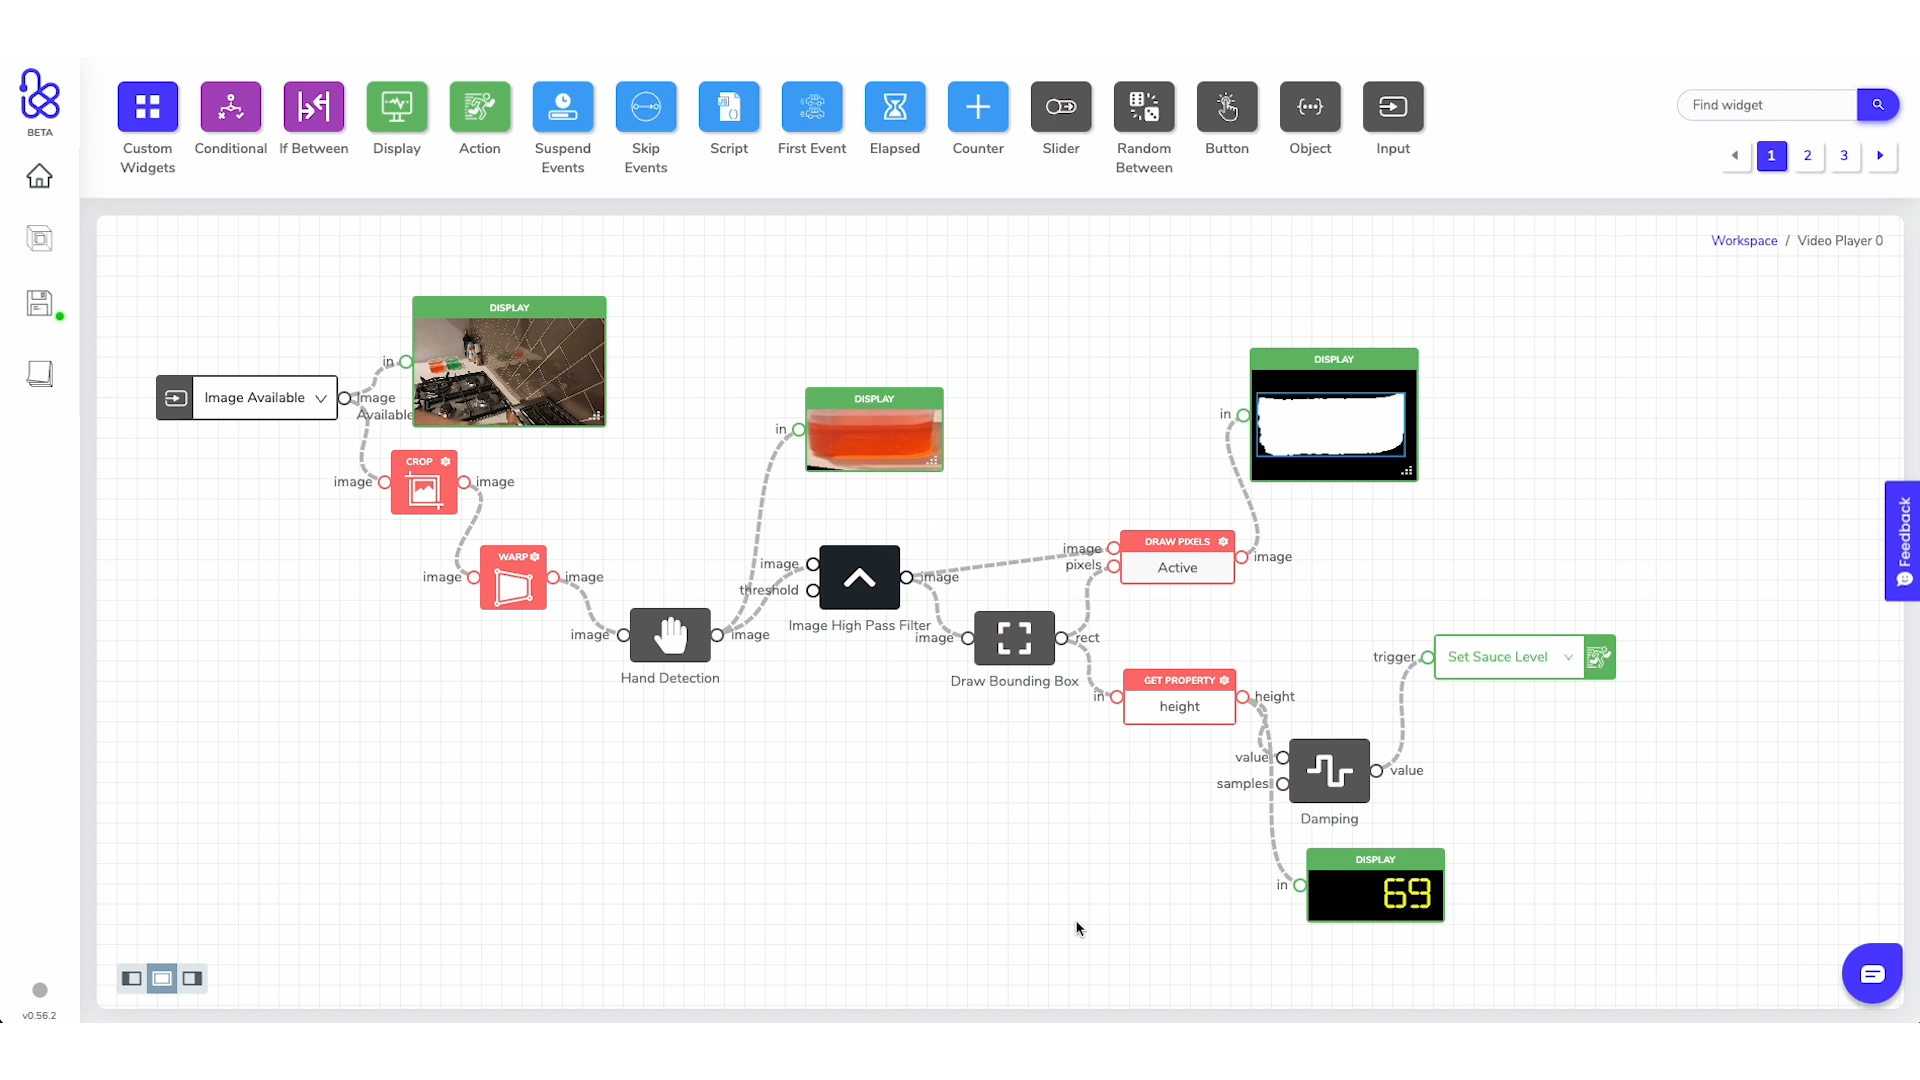 BETA
Custom
Widgets
Conditional
If Between
Display
Action
Suspend
Events
Skip
Events
Script
First Event
Elapsed
Counter
Slider
Random
Between
Button
Object
Input
Find widget
1
2
3
Workspace / Video Player 0
DISPLAY
in
Image Available
Image
Available
CROP
image
image
WARP
image
image
image
image
Hand Detection
DISPLAY
in
image
threshold
image
Image High Pass Filter
image
rect
Draw Bounding Box
DISPLAY
in
image
pixels
DRAW PIXELS
Active
image
in
GET PROPERTY
height
height
trigger
Set Sauce Level
value
samples
value
Damping
DISPLAY
in
69
Feedback
v0.56.2